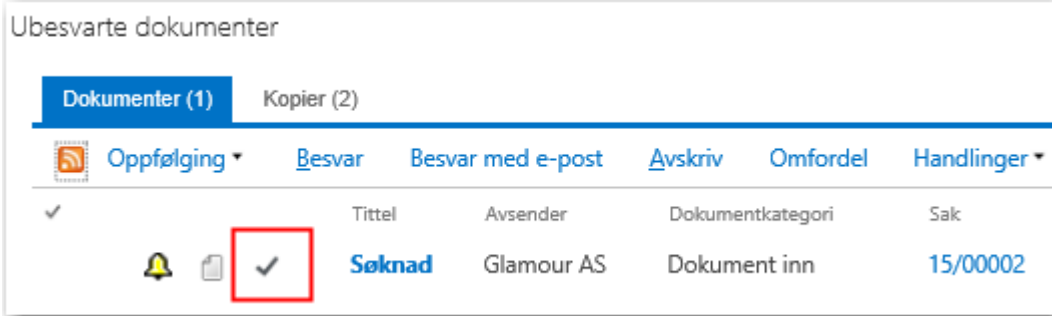 Ubesvarte dokumenter
Dokumenter (1) Kopier (2)
Oppfølging Besvar Besvar med e-post Avskriv Omfordel Handlinger
Tittel Avsender Dokumentkategori Sak
Søknad Glamour AS Dokument inn 15/00002